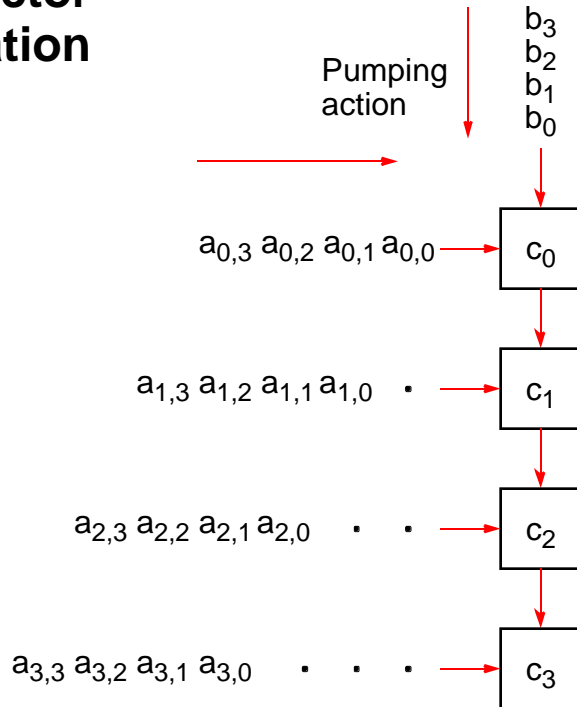 ation
Pumping
action
b3
b2
b1
b0
a0,3 a0,2 a0,1 a0,0
c0
a1,3 a1,2 a1,1 a1,0 .
c1
a2,3 a2,2 a2,1 a2,0 . .
c2
a3,3 a3,2 a3,1 a3,0 . . .
c3